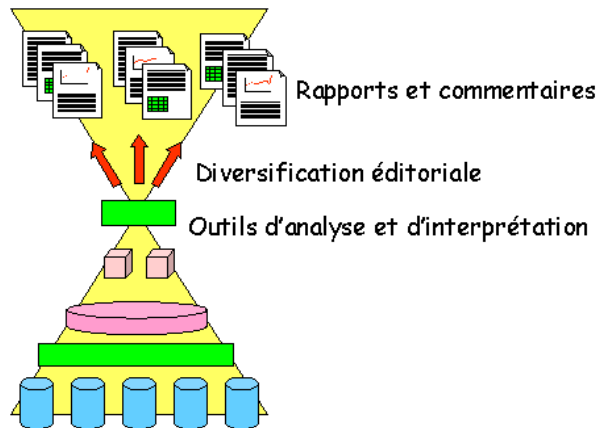 Rapports et commentaires
Diversification éditoriale
Outils d'analyse et d'interprétation